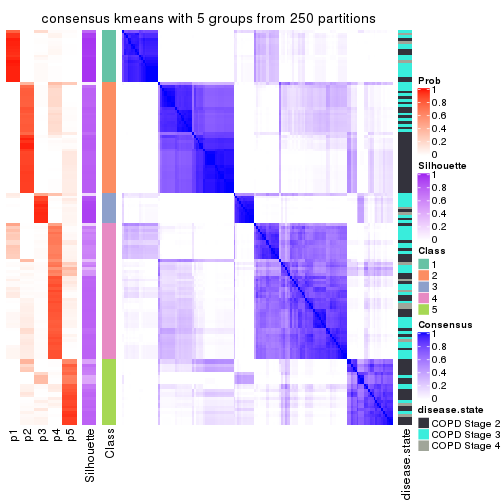 consensus kmeans with 5 groups from 250 partitions
Prob
1
0.8
0.6
0.4
0.2
0
Silhouette
1
0.8
0.6
0.4
0.2
0
Class
1
2
3
4
5
Consensus
1
0.8
0.6
0.4
0.2
0
disease.state
COPD Stage 2
COPD Stage 3
COPD Stage 4
p1
p2
p3
p4
p5
Silhouette
Class
disease.state